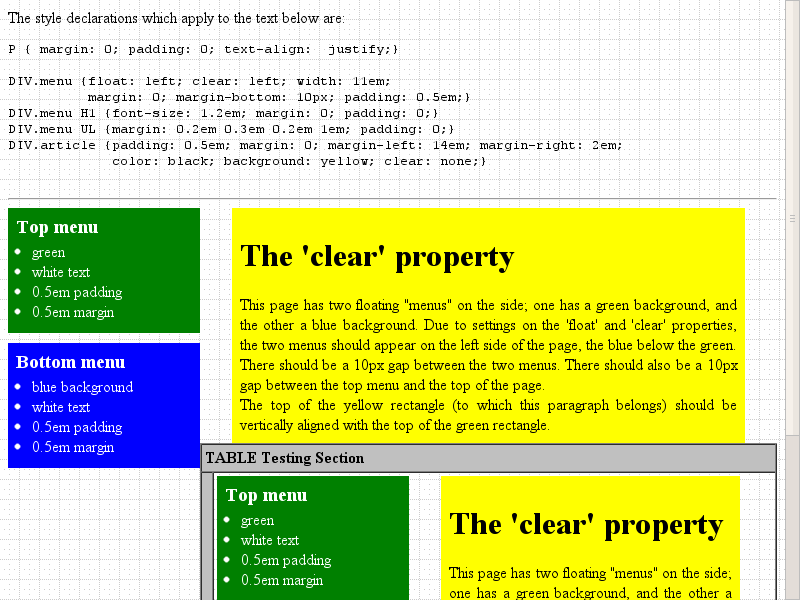 The style declarations which apply to the text below are:
P { margin: 0; padding: 0; text-align:  justify;}
DIV.menu {float: left; clear: left; width: 11em;
          margin: 0; margin-bottom: 10px; padding: 0.5em;}
DIV.menu H1 {font-size: 1.2em; margin: 0; padding: 0;}
DIV.menu UL {margin: 0.2em 0.3em 0.2em 1em; padding: 0;}
DIV.article {padding: 0.5em; margin: 0; margin-left: 14em; margin-right: 2em;
             color: black; background: yellow; clear: none;}
Top menu
green
white text
0.5em padding
0.5em margin
Bottom menu
blue background
white text
0.5em padding
0.5em margin
The 'clear' property
This page has two floating "menus" on the side; one has a green background, and
the other a blue background. Due to settings on the 'float' and 'clear' properties,
the two menus should appear on the left side of the page, the blue below the green.
There should be a 10px gap between the two menus. There should also be a 10px
gap between the top menu and the top of the page.
The top of the yellow rectangle (to which this paragraph belongs) should be
vertically aligned with the top of the green rectangle.
TABLE Testing Section
Top menu
green
white text
0.5em padding
0.5em margin
The 'clear' property
This page has two floating "menus" on the side;
one has a green background, and the other a